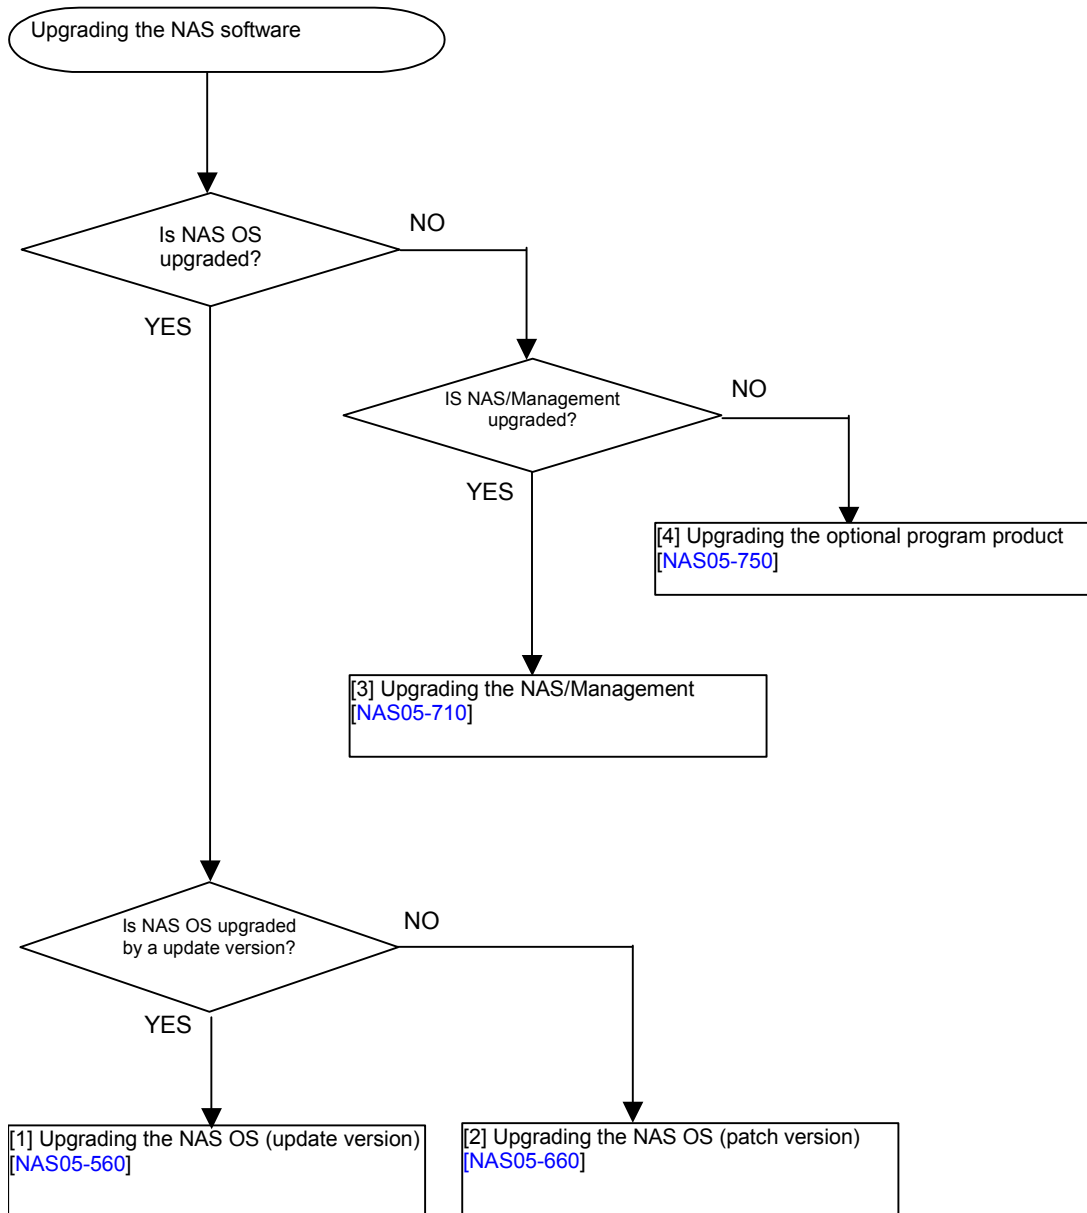 Upgrading the NAS software
Is NAS OS
upgraded?
NO
YES
IS NAS/Management
upgraded?
NO
YES
[4] Upgrading the optional program product
[NAS05-750]
[3] Upgrading the NAS/Management
[NAS05-710]
Is NAS OS upgraded
by a update version?
NO
YES
[1] Upgrading the NAS OS (update version)
[NAS05-560]
[2] Upgrading the NAS OS (patch version)
[NAS05-660]